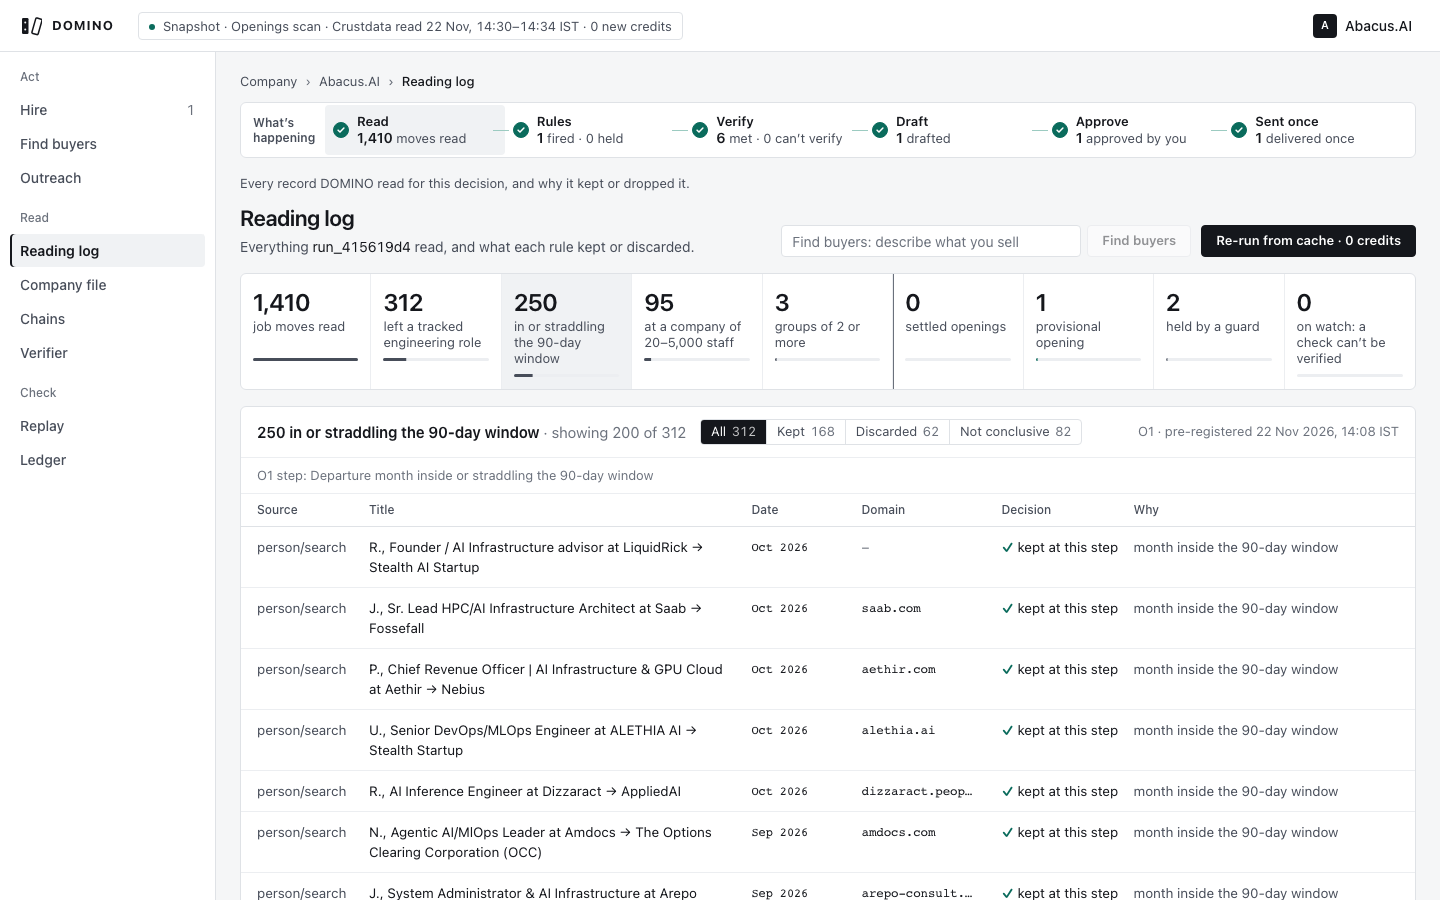 DOMINO
Snapshot · Openings scan · Crustdata read 22 Nov, 14:30–14:34 IST · 0 new credits
A
Abacus.AI
Act
Hire 1
Find buyers
Outreach
Read
Reading log
Company file
Chains
Verifier
Check
Replay
Ledger
Company › Abacus.AI › Reading log
What's
happening
Read
1,410 moves read
Rules
1 fired · 0 held
Verify
6 met · 0 can't verify
Draft
1 drafted
Approve
1 approved by you
Sent once
1 delivered once
Every record DOMINO read for this decision, and why it kept or dropped it.
Reading log
Everything run_415619d4 read, and what each rule kept or discarded.
Find buyers: describe what you sell
Find buyers
Re-run from cache · 0 credits
1,410
job moves read
312
left a tracked
engineering role
250
in or straddling
the 90-day
window
95
at a company of
20–5,000 staff
3
groups of 2 or
more
0
settled openings
1
provisional
opening
2
held by a guard
0
on watch: a
check can't be
verified
250 in or straddling the 90-day window · showing 200 of 312
All 312
Kept 168
Discarded 62
Not conclusive 82
O1 · pre-registered 22 Nov 2026, 14:08 IST
O1 step: Departure month inside or straddling the 90-day window
Source Title Date Domain Decision Why
person/search R., Founder / AI Infrastructure advisor at LiquidRick → Oct 2026 – ✓ kept at this step month inside the 90-day window
Stealth AI Startup
person/search J., Sr. Lead HPC/AI Infrastructure Architect at Saab → Oct 2026 saab.com ✓ kept at this step month inside the 90-day window
Fossefall
person/search P., Chief Revenue Officer | AI Infrastructure & GPU Cloud Oct 2026 aethir.com ✓ kept at this step month inside the 90-day window
at Aethir → Nebius
person/search U., Senior DevOps/MLOps Engineer at ALETHIA AI → Oct 2026 alethia.ai ✓ kept at this step month inside the 90-day window
Stealth Startup
person/search R., AI Inference Engineer at Dizzaract → AppliedAI Oct 2026 dizzaract.peop… ✓ kept at this step month inside the 90-day window
person/search N., Agentic AI/MlOps Leader at Amdocs → The Options Sep 2026 amdocs.com ✓ kept at this step month inside the 90-day window
Clearing Corporation (OCC)
person/search J., System Administrator & AI Infrastructure at Arepo Sep 2026 arepo-consult.… ✓ kept at this step month inside the 90-day window